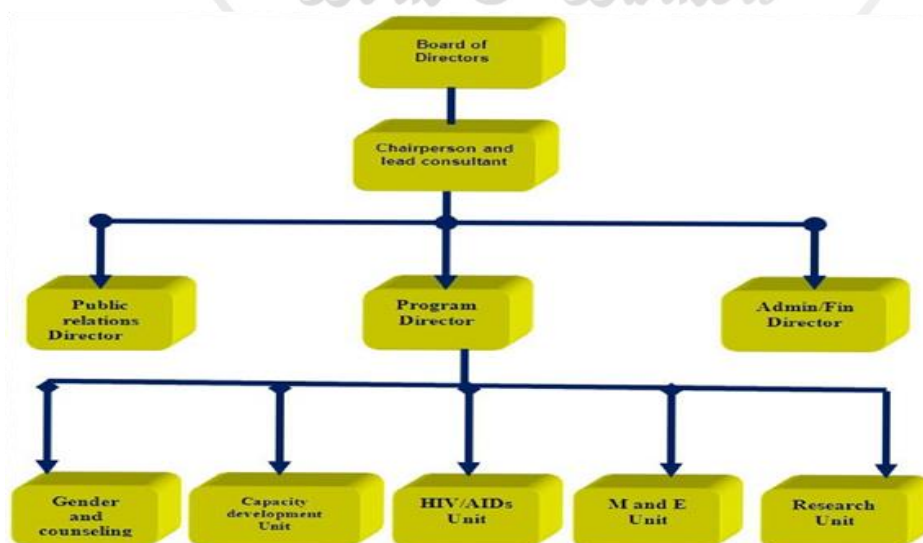 Board of
Directors
Chairperson and
lead consultant
Public
relations
Director
Program
Director
Admin/Fin
Director
Gender
and
counseling
Capacity
development
Unit
HIV/AIDs
Unit
M and E
Unit
Research
Unit